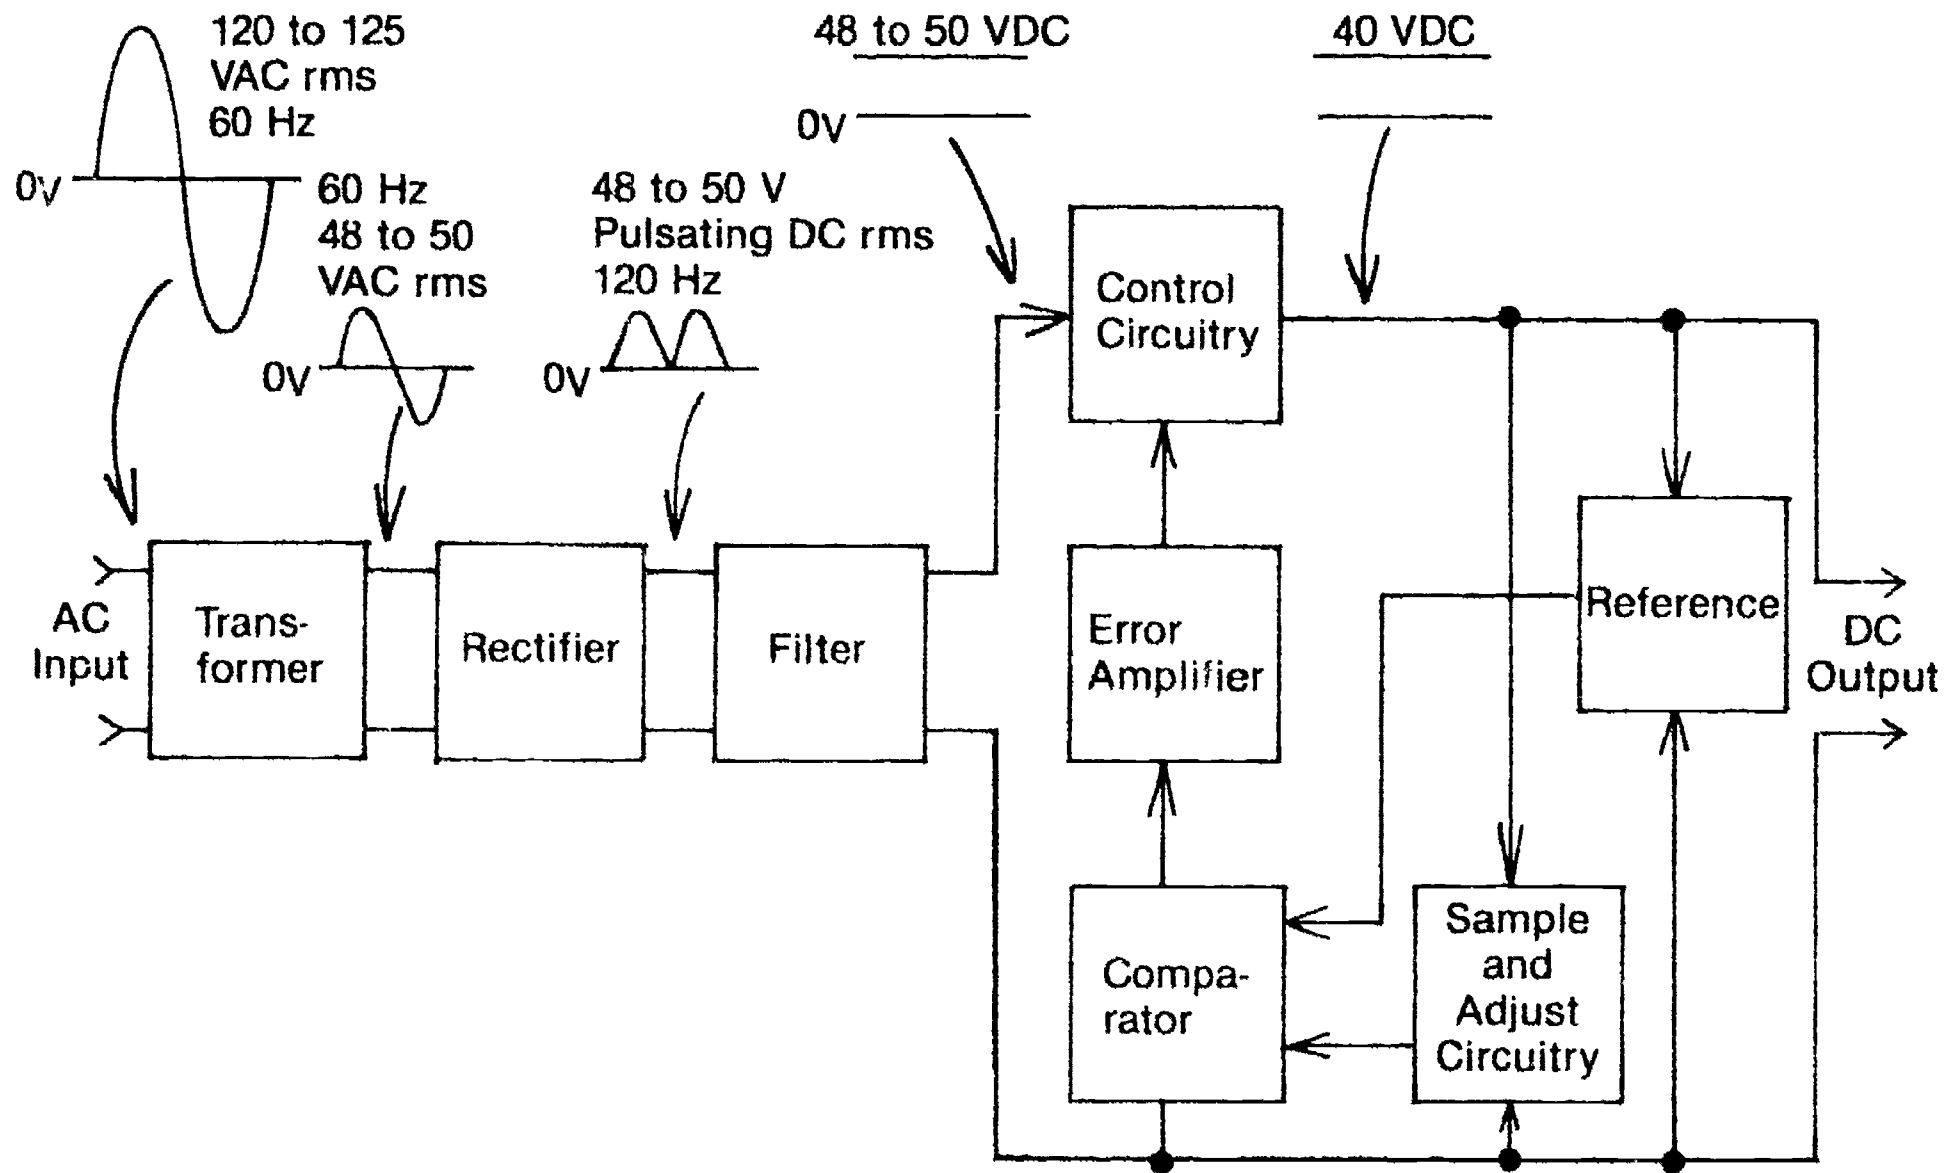 120 to 125
VAC rms
60 Hz
0V
60 Hz
48 to 50
VAC rms
0V
48 to 50 V
Pulsating DC rms
120 Hz
0V
48 to 50 VDC
0V
40 VDC
AC
Input
Trans-
former
Rectifier
Filter
Control
Circuitry
Error
Amplifier
Compa-
rator
Sample
and
Adjust
Circuitry
Reference
DC
Output